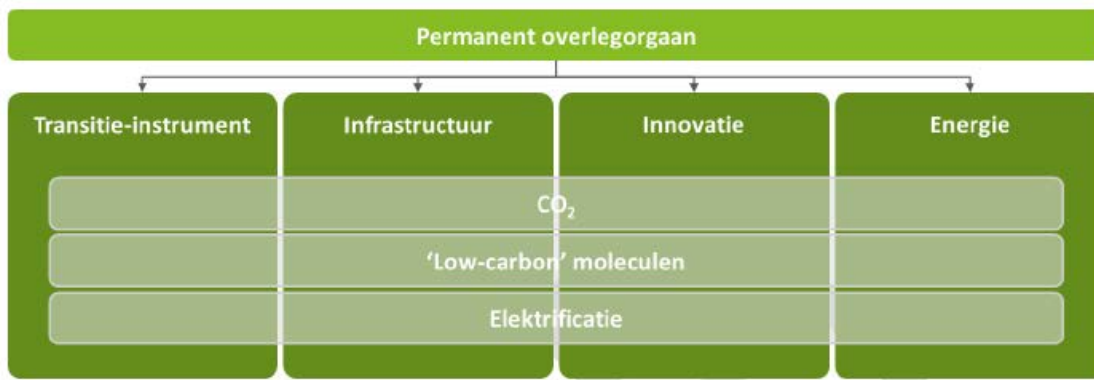 Permanent overlegorgaan
Transitie-instrument
Infrastructuur
Innovatie
Energie
CO₂
‘Low-carbon’ moleculen
Elektrificatie